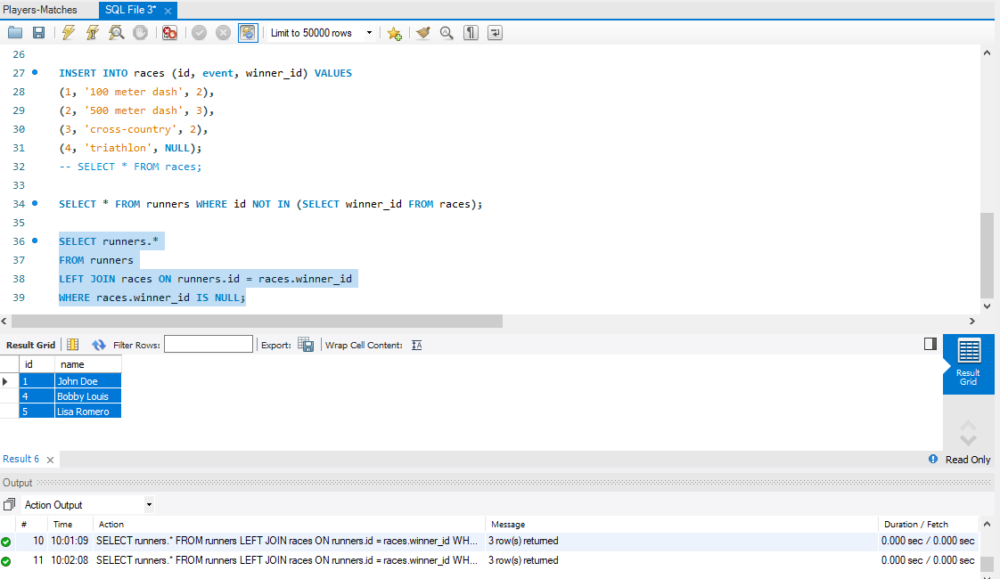 Players-Matches SQL File 3*
Limit to 50000 rows
26
27 INSERT INTO races (id, event, winner_id) VALUES
28 (1, '100 meter dash', 2),
29 (2, '500 meter dash', 3),
30 (3, 'cross-country', 2),
31 (4, 'triathlon', NULL);
32 -- SELECT * FROM races;
33
34 SELECT * FROM runners WHERE id NOT IN (SELECT winner_id FROM races);
35
36 SELECT runners.*
37 FROM runners
38 LEFT JOIN races ON runners.id = races.winner_id
39 WHERE races.winner_id IS NULL;
Result Grid Filter Rows: Export: Wrap Cell Content:
id name
1 John Doe
4 Bobby Louis
5 Lisa Romero
Result
Grid
Result 6 Read Only
Output
Action Output
# Time Action Message Duration / Fetch
10 10:01:09 SELECT runners.* FROM runners LEFT JOIN races ON runners.id = races.winner_id WH... 3 row(s) returned 0.000 sec / 0.000 sec
11 10:02:08 SELECT runners.* FROM runners LEFT JOIN races ON runners.id = races.winner_id WH... 3 row(s) returned 0.000 sec / 0.000 sec